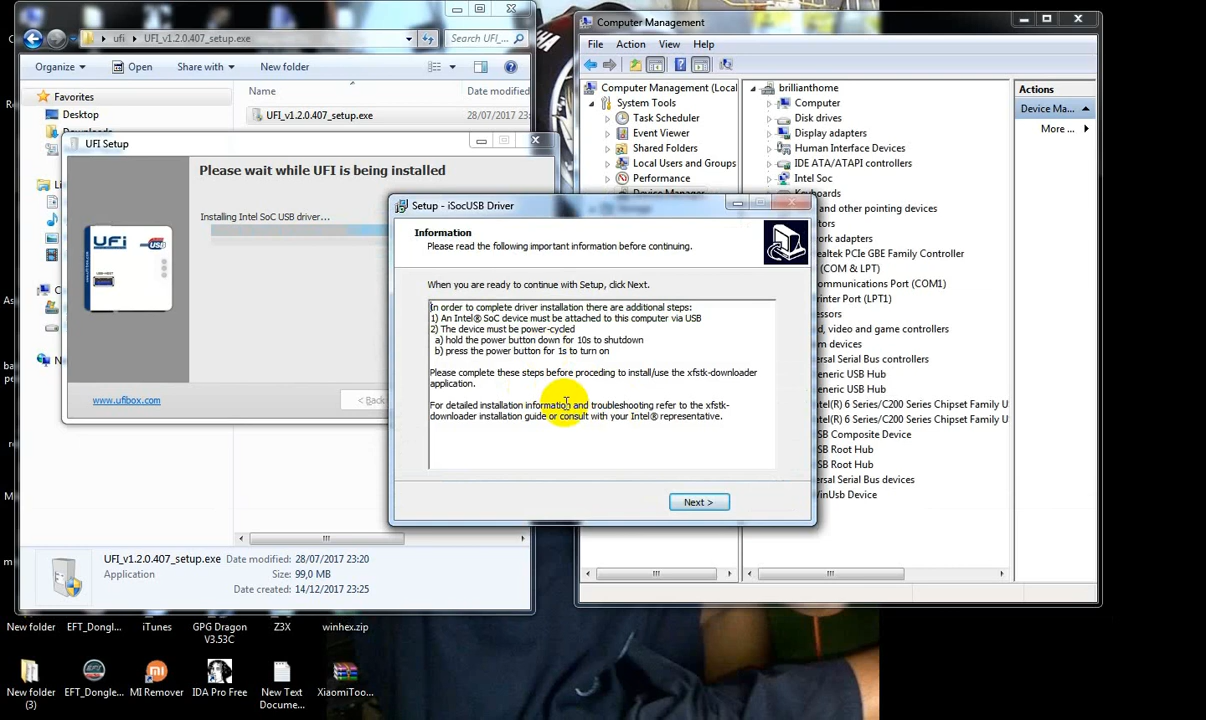 ufi
UFI_v1.2.0.407_setup.exe
Search UFI_...
Organize
Open
Share with
New folder
Name
Date modified
UFI_v1.2.0.407_setup.exe
28/07/2017 23:
Favorites
Desktop
Downloads
UFI Setup
Please wait while UFI is being installed
Installing Intel SoC USB driver...
UFi
USB
www.ufibox.com
< Back
UFI_v1.2.0.407_setup.exe
Date modified: 28/07/2017 23:20
Application
Size: 99,0 MB
Date created: 14/12/2017 23:25
Setup - iSocUSB Driver
Information
Please read the following important information before continuing.
When you are ready to continue with Setup, click Next.
In order to complete driver installation there are additional steps:
1) An Intel® SoC device must be attached to this computer via USB
2) The device must be power-cycled
a) hold the power button down for 10s to shutdown
b) press the power button for 1s to turn on
Please complete these steps before proceding to install/use the xfstk-downloader
application.
For detailed installation information and troubleshooting refer to the xfstk-
downloader installation guide or consult with your Intel® representative.
Next >
Computer Management
File
Action
View
Help
Computer Management (Local
System Tools
Task Scheduler
Event Viewer
Shared Folders
Local Users and Groups
Performance
Device Manager
Storage
brillianthome
Computer
Disk drives
Display adapters
Human Interface Devices
IDE ATA/ATAPI controllers
Intel Soc
Keyboards
and other pointing devices
ork adapters
ealtek PCIe GBE Family Controller
(COM & LPT)
ommunications Port (COM1)
rinter Port (LPT1)
d, video and game controllers
ersal Serial Bus controllers
eneric USB Hub
eneric USB Hub
tel(R) 6 Series/C200 Series Chipset Family U
tel(R) 6 Series/C200 Series Chipset Family U
SB Composite Device
SB Root Hub
SB Root Hub
ersal Serial Bus devices
WinUsb Device
Actions
Device Ma...
More ...
New folder
EFT_Dongl...
iTunes
GPG Dragon
V3.53C
Z3X
winhex.zip
New folder
(3)
EFT_Dongle...
MI Remover
IDA Pro Free
New Text
Docume...
XiaomiToo...